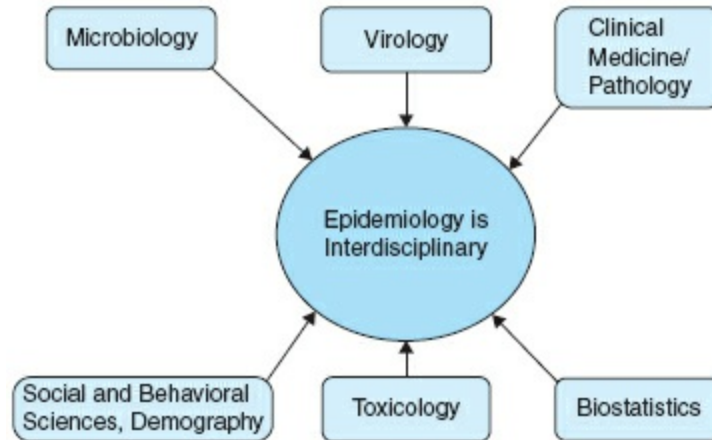 Microbiology
Virology
Clinical
Medicine/
Pathology
Epidemiology is
Interdisciplinary
Social and Behavioral
Sciences, Demography
Toxicology
Biostatistics